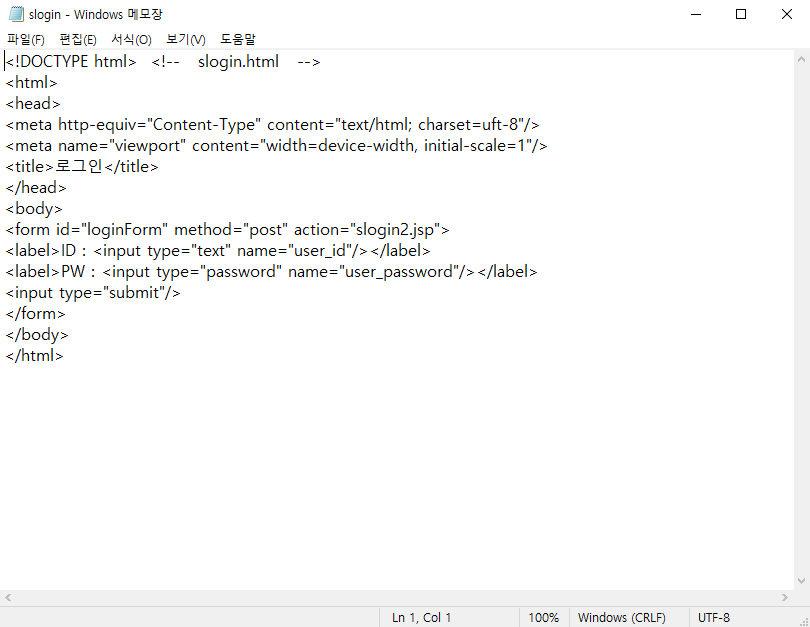 slogin - Windows 메모장
파일(F) 편집(E) 서식(O) 보기(V) 도움말
<!DOCTYPE html>   <!--   slogin.html   -->
<html>
<head>
<meta http-equiv="Content-Type" content="text/html; charset=uft-8"/>
<meta name="viewport" content="width=device-width, initial-scale=1"/>
<title>로그인</title>
</head>
<body>
<form id="loginForm" method="post" action="slogin2.jsp">
<label>ID : <input type="text" name="user_id"/></label>
<label>PW : <input type="password" name="user_password"/></label>
<input type="submit"/>
</form>
</body>
</html>
Ln 1, Col 1 100% Windows (CRLF) UTF-8